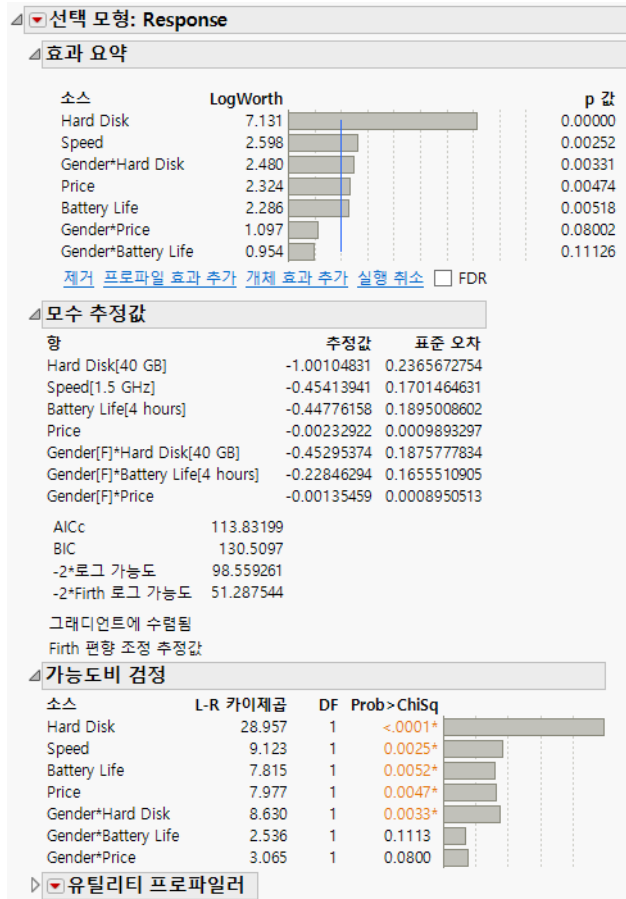 선택 모형: Response
효과 요약
소스 LogWorth p 값
Hard Disk 7.131 0.00000
Speed 2.598 0.00252
Gender*Hard Disk 2.480 0.00331
Price 2.324 0.00474
Battery Life 2.286 0.00518
Gender*Price 1.097 0.08002
Gender*Battery Life 0.954 0.11126
제거 프로파일 효과 추가 개체 효과 추가 실행 취소 FDR
모수 추정값
항 추정값 표준 오차
Hard Disk[40 GB] -1.00104831 0.2365672754
Speed[1.5 GHz] -0.45413941 0.1701464631
Battery Life[4 hours] -0.44776158 0.1895008602
Price -0.00232922 0.0009893297
Gender[F]*Hard Disk[40 GB] -0.45295374 0.1875777834
Gender[F]*Battery Life[4 hours] -0.22846294 0.1655510905
Gender[F]*Price -0.00135459 0.0008950513
AICc 113.83199
BIC 130.5097
-2*로그 가능도 98.559261
-2*Firth 로그 가능도 51.287544
그래디언트에 수렴됨
Firth 편향 조정 추정값
가능도비 검정
소스 L-R 카이제곱 DF Prob>ChiSq
Hard Disk 28.957 1 <.0001*
Speed 9.123 1 0.0025*
Battery Life 7.815 1 0.0052*
Price 7.977 1 0.0047*
Gender*Hard Disk 8.630 1 0.0033*
Gender*Battery Life 2.536 1 0.1113
Gender*Price 3.065 1 0.0800
유틸리티 프로파일러